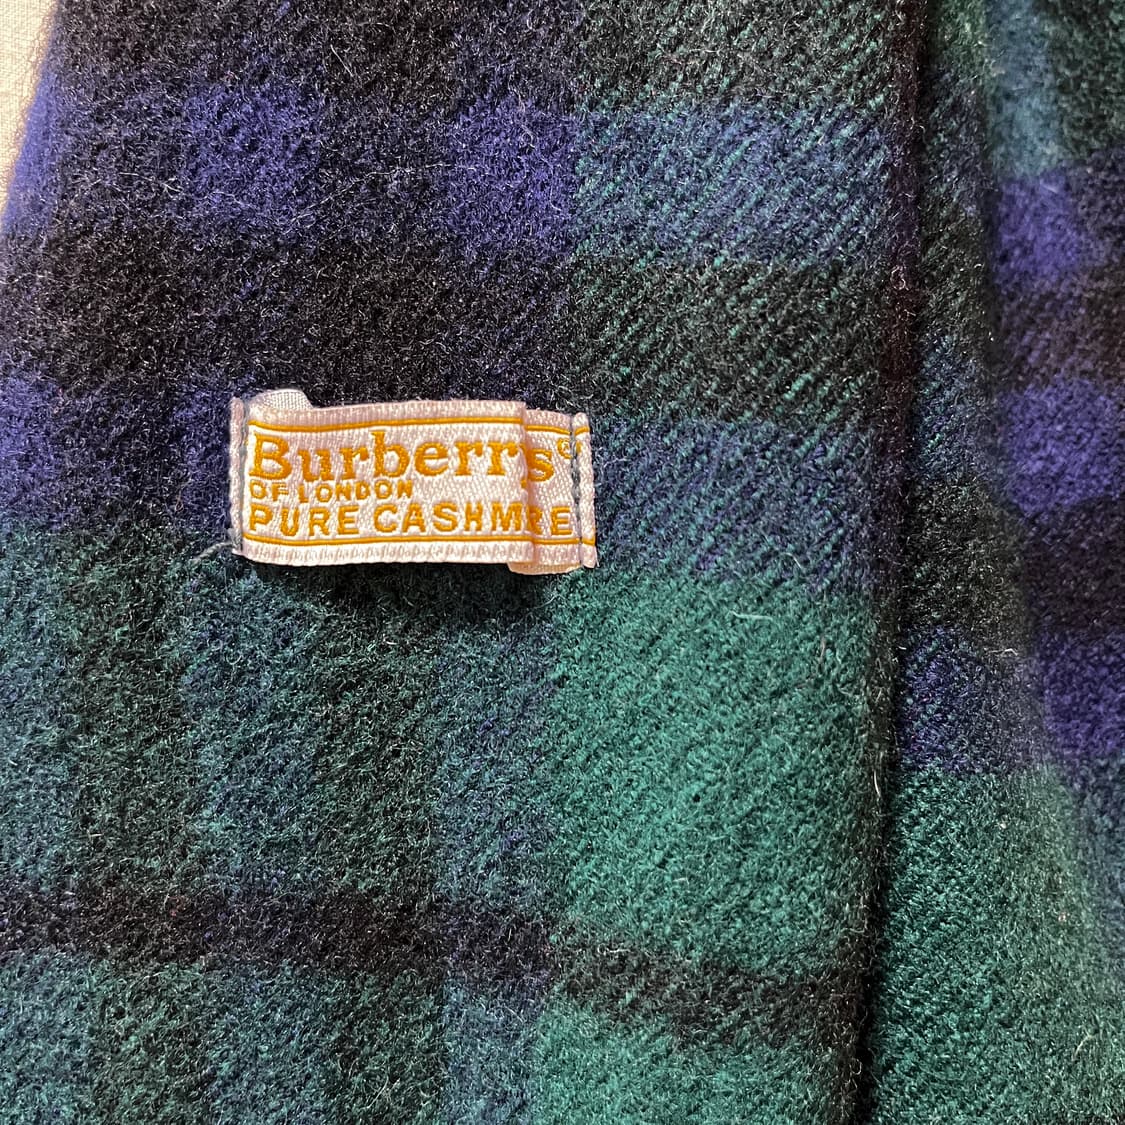 Burberrys®
OF LONDON
PURE CASHMRE